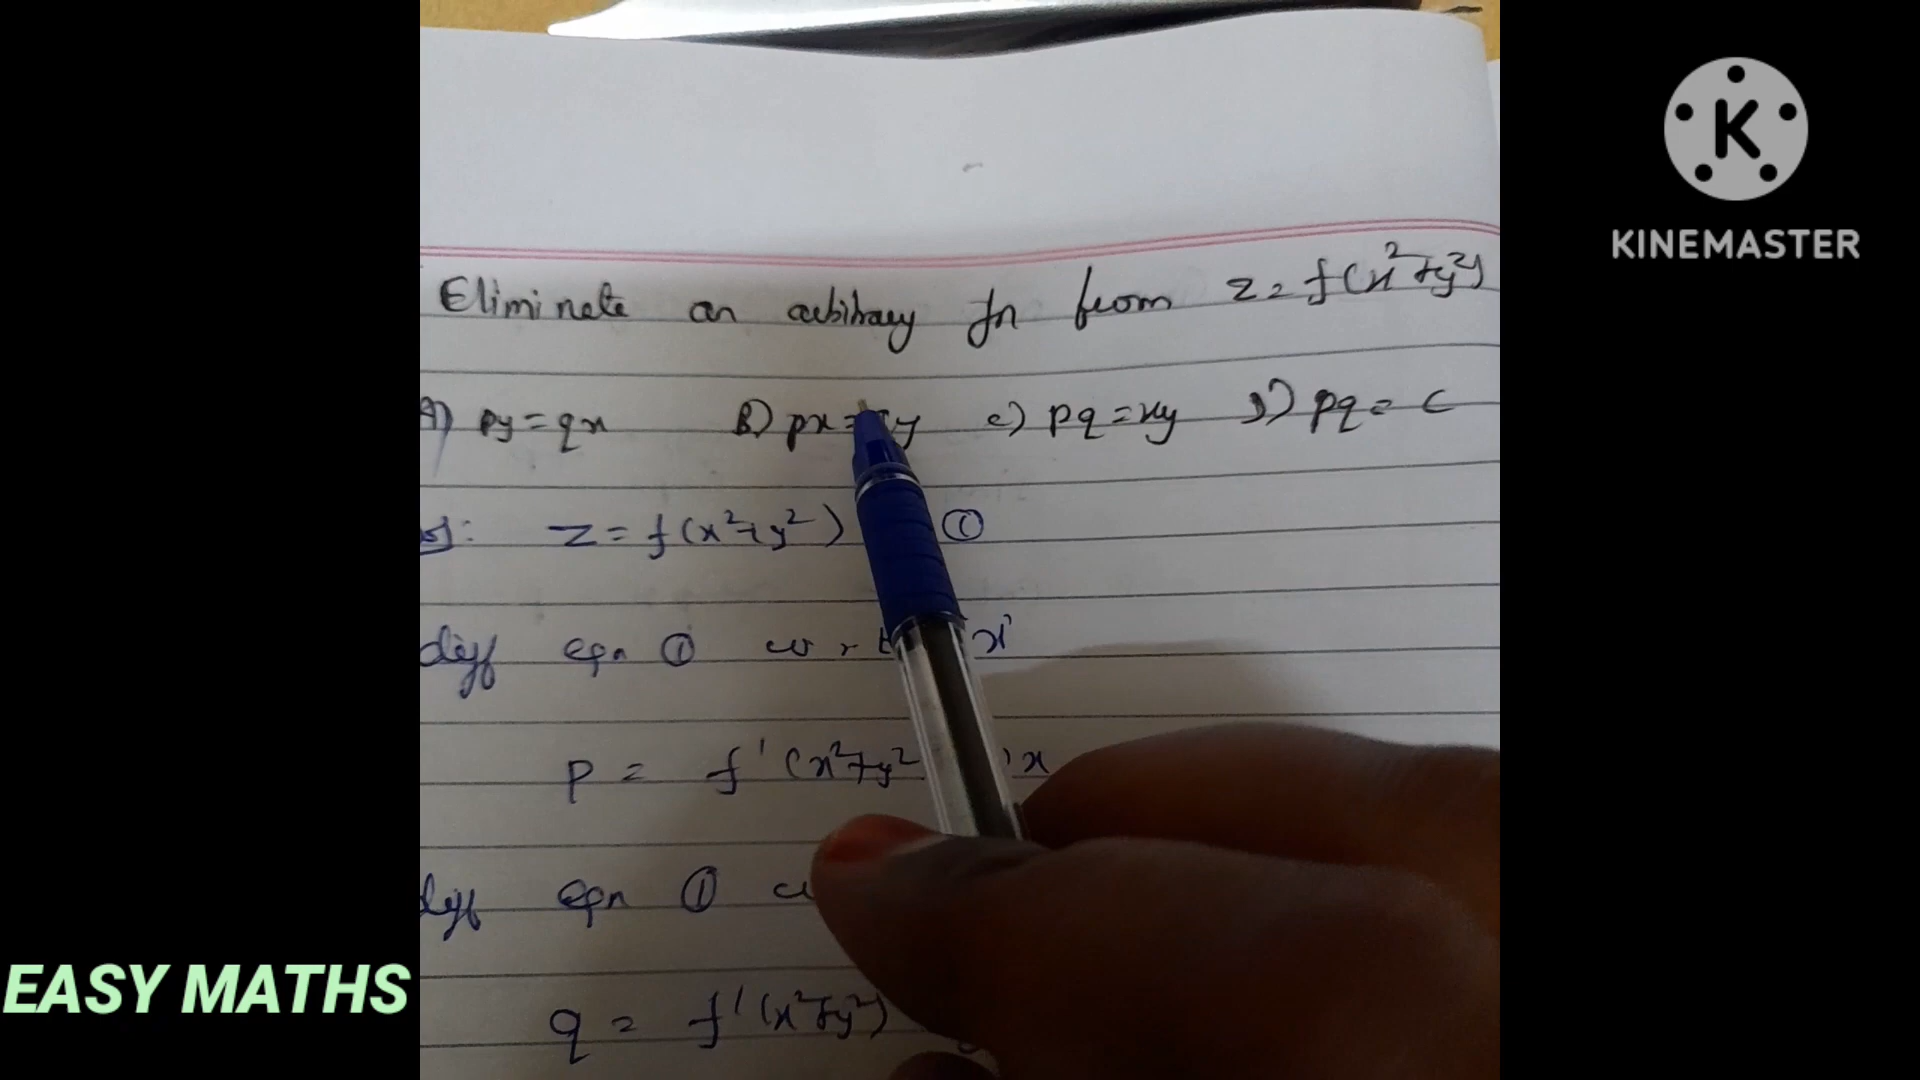 KINEMASTER
Eliminate an arbitrary fn from z = f(x²+y²)
A) py = qx B) px = y C) pq = xy D) pq = c
z = f(x²+y²) ①
diff eqn ① w.r.t 'x'
p = f'(x²+y² x
diff eqn ① w
q = f'(x²+y²)
EASY MATHS